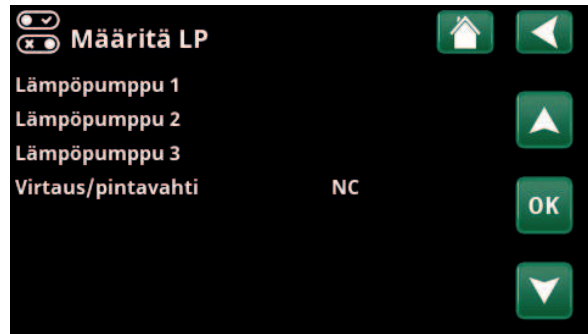 Määritä LP
Lämpöpumppu 1
Lämpöpumppu 2
Lämpöpumppu 3
Virtaus/pintavahti NC
OK